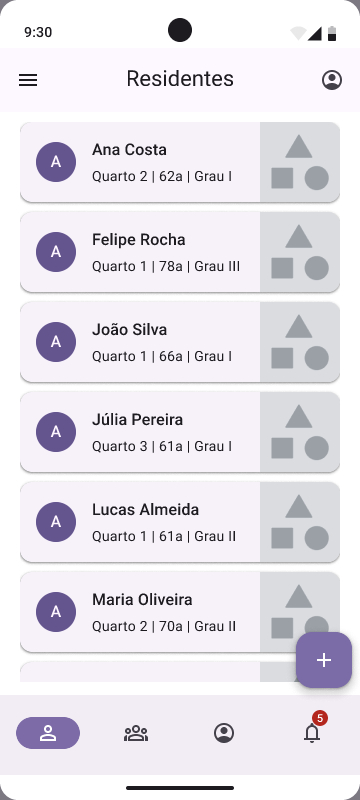 9:30
Residentes
A
Ana Costa
Quarto 2 | 62a | Grau I
A
Felipe Rocha
Quarto 1 | 78a | Grau III
A
João Silva
Quarto 1 | 66a | Grau I
A
Júlia Pereira
Quarto 3 | 61a | Grau I
A
Lucas Almeida
Quarto 1 | 61a | Grau II
A
Maria Oliveira
Quarto 2 | 70a | Grau II
5